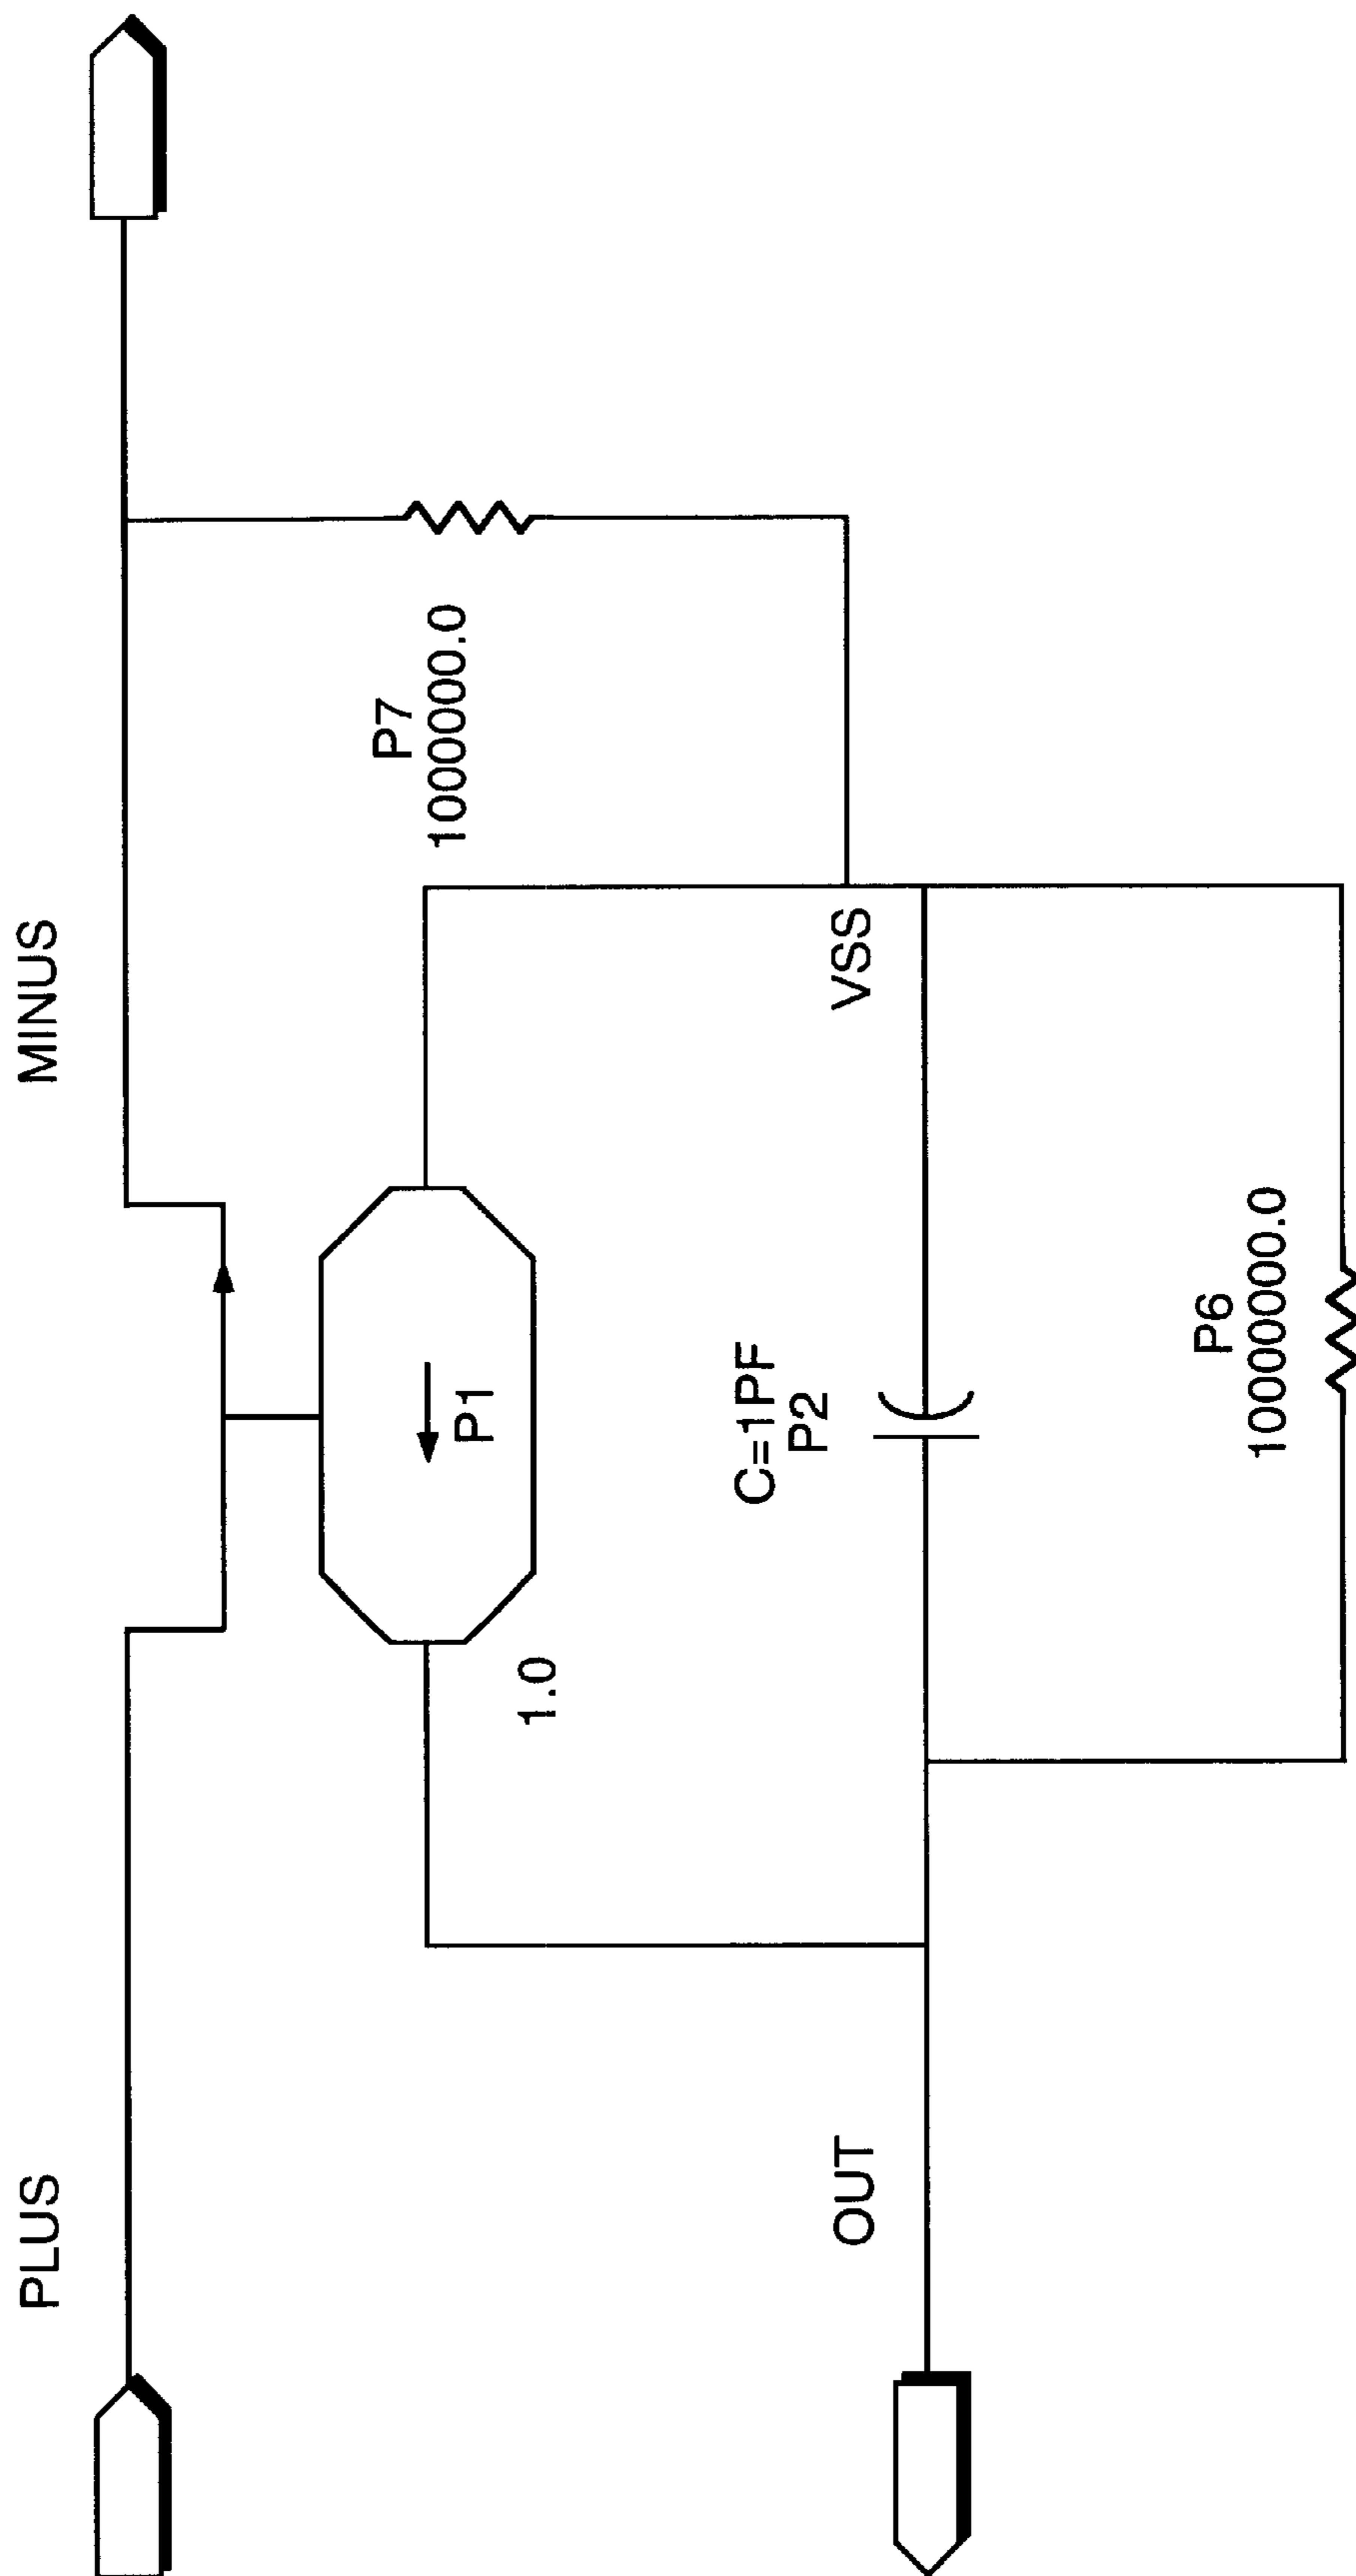 PLUS
MINUS
P7
1000000.0
P1
1.0
C=1PF
P2
OUT
VSS
P6
10000000.0